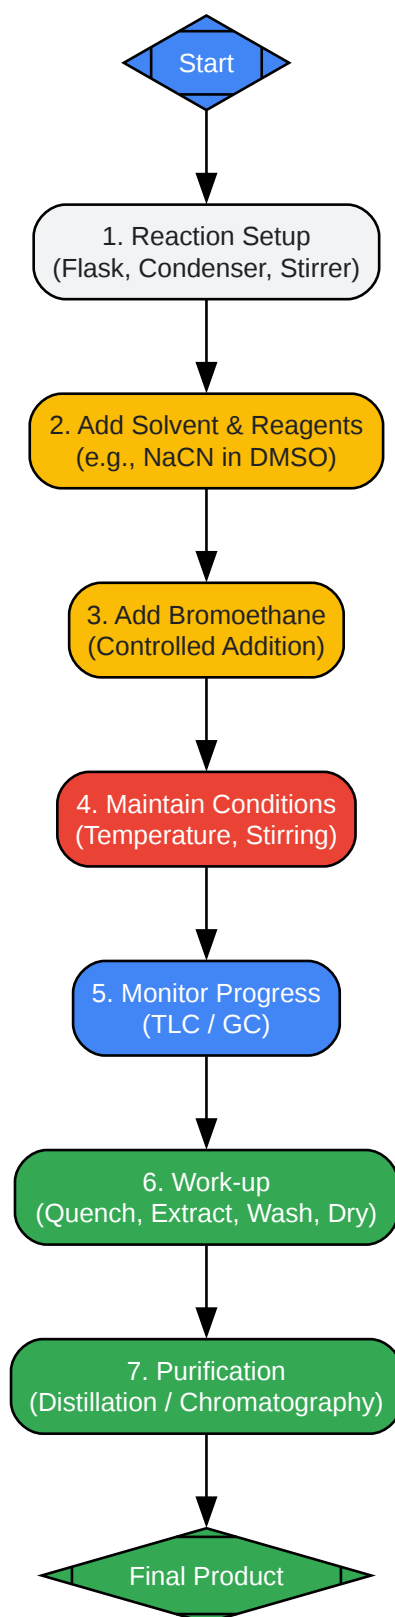 Start
1. Reaction Setup
(Flask, Condenser, Stirrer)
2. Add Solvent & Reagents
(e.g., NaCN in DMSO)
3. Add Bromoethane
(Controlled Addition)
4. Maintain Conditions
(Temperature, Stirring)
5. Monitor Progress
(TLC / GC)
6. Work-up
(Quench, Extract, Wash, Dry)
7. Purification
(Distillation / Chromatography)
Final Product